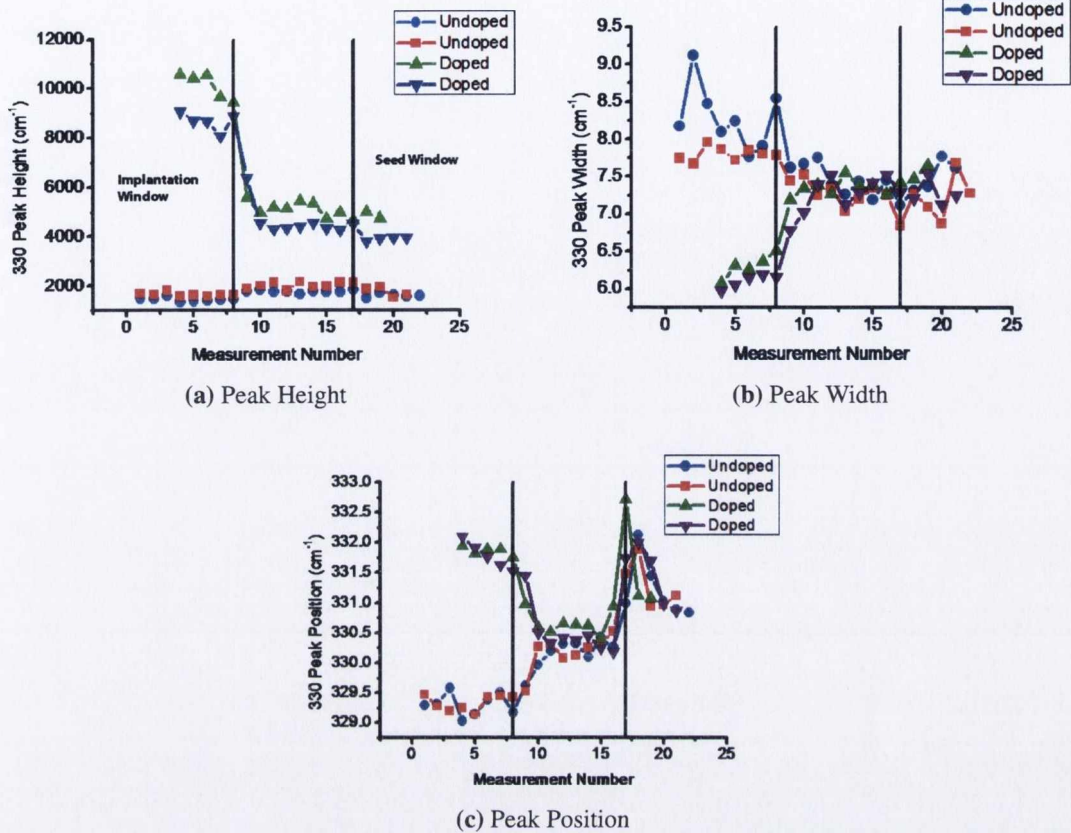 Undoped
Undoped
Doped
Doped
12000
10000
8000
6000
4000
2000
330 Peak Height (cm⁻¹)
Implantation
Window
Seed Window
0 5 10 15 20 25
Measurement Number
(a) Peak Height
Undoped
Undoped
Doped
Doped
9.5
9.0
8.5
8.0
7.5
7.0
6.5
6.0
330 Peak Width (cm⁻¹)
0 5 10 15 20 25
Measurement Number
(b) Peak Width
Undoped
Undoped
Doped
Doped
333.0
332.5
332.0
331.5
331.0
330.5
330.0
329.5
329.0
330 Peak Position (cm⁻¹)
0 5 10 15 20 25
Measurement Number
(c) Peak Position